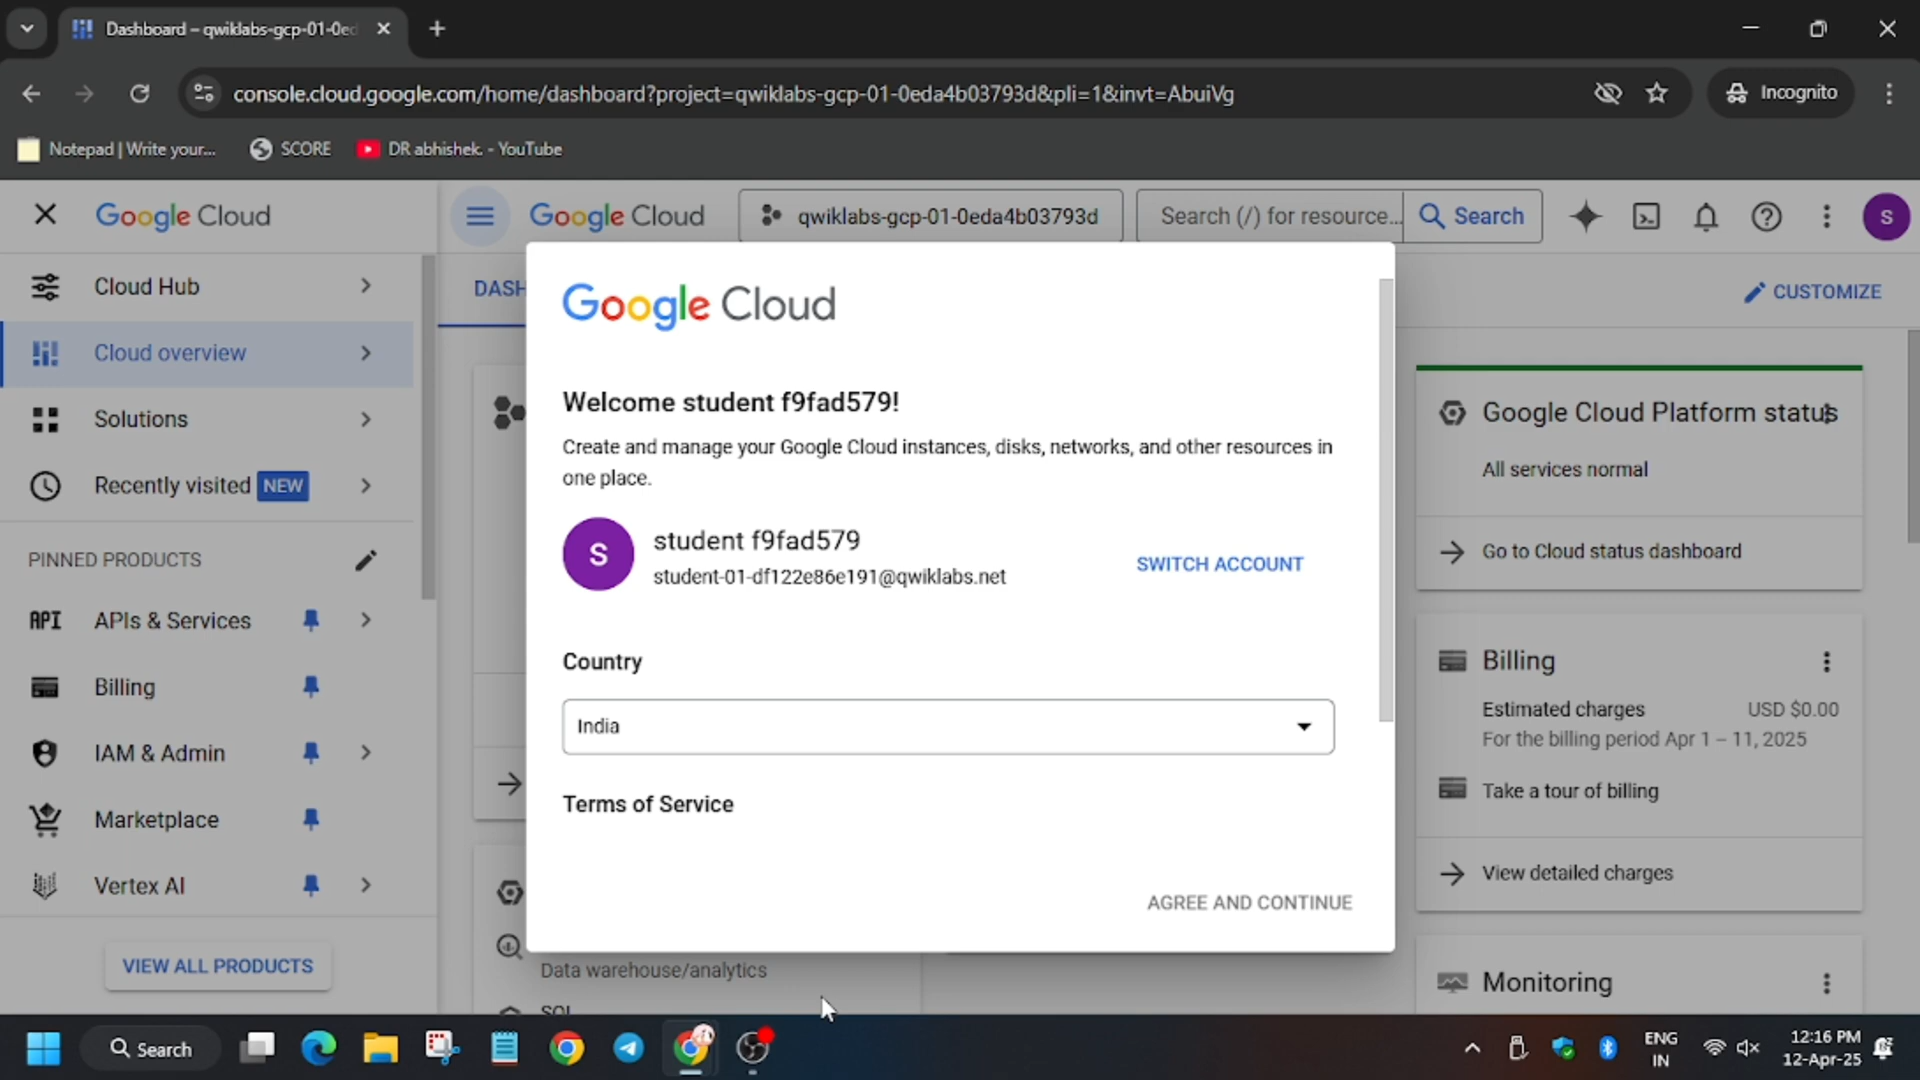 Dashboard – qwiklabs-gcp-01-0ed
console.cloud.google.com/home/dashboard?project=qwiklabs-gcp-01-0eda4b03793d&pli=1&invt=AbuiVg
Incognito
Notepad | Write your...
SCORE
DR abhishek. - YouTube
Google Cloud
Google Cloud
qwiklabs-gcp-01-0eda4b03793d
Search (/) for resource...
Search
S
Cloud Hub
Cloud overview
Solutions
Recently visited NEW
PINNED PRODUCTS
API APIs & Services
Billing
IAM & Admin
Marketplace
Vertex AI
VIEW ALL PRODUCTS
DASH
CUSTOMIZE
Google Cloud
Welcome student f9fad579!
Create and manage your Google Cloud instances, disks, networks, and other resources in
one place.
S
student f9fad579
student-01-df122e86e191@qwiklabs.net
SWITCH ACCOUNT
Country
India
Terms of Service
AGREE AND CONTINUE
Data warehouse/analytics
SQL
Google Cloud Platform status
All services normal
Go to Cloud status dashboard
Billing
Estimated charges USD $0.00
For the billing period Apr 1 – 11, 2025
Take a tour of billing
View detailed charges
Monitoring
Search
ENG
IN
12:16 PM
12-Apr-25